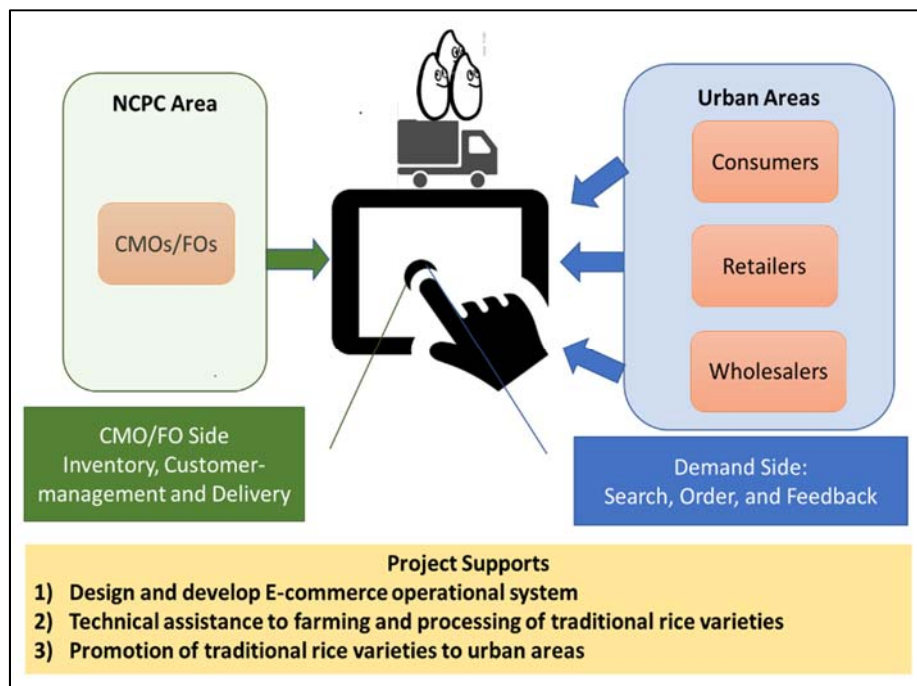 NCPC Area
CMOs/FOs
Urban Areas
Consumers
Retailers
Wholesalers
CMO/FO Side
Inventory, Customer-
management and Delivery
Demand Side:
Search, Order, and Feedback
Project Supports
1) Design and develop E-commerce operational system
2) Technical assistance to farming and processing of traditional rice varieties
3) Promotion of traditional rice varieties to urban areas